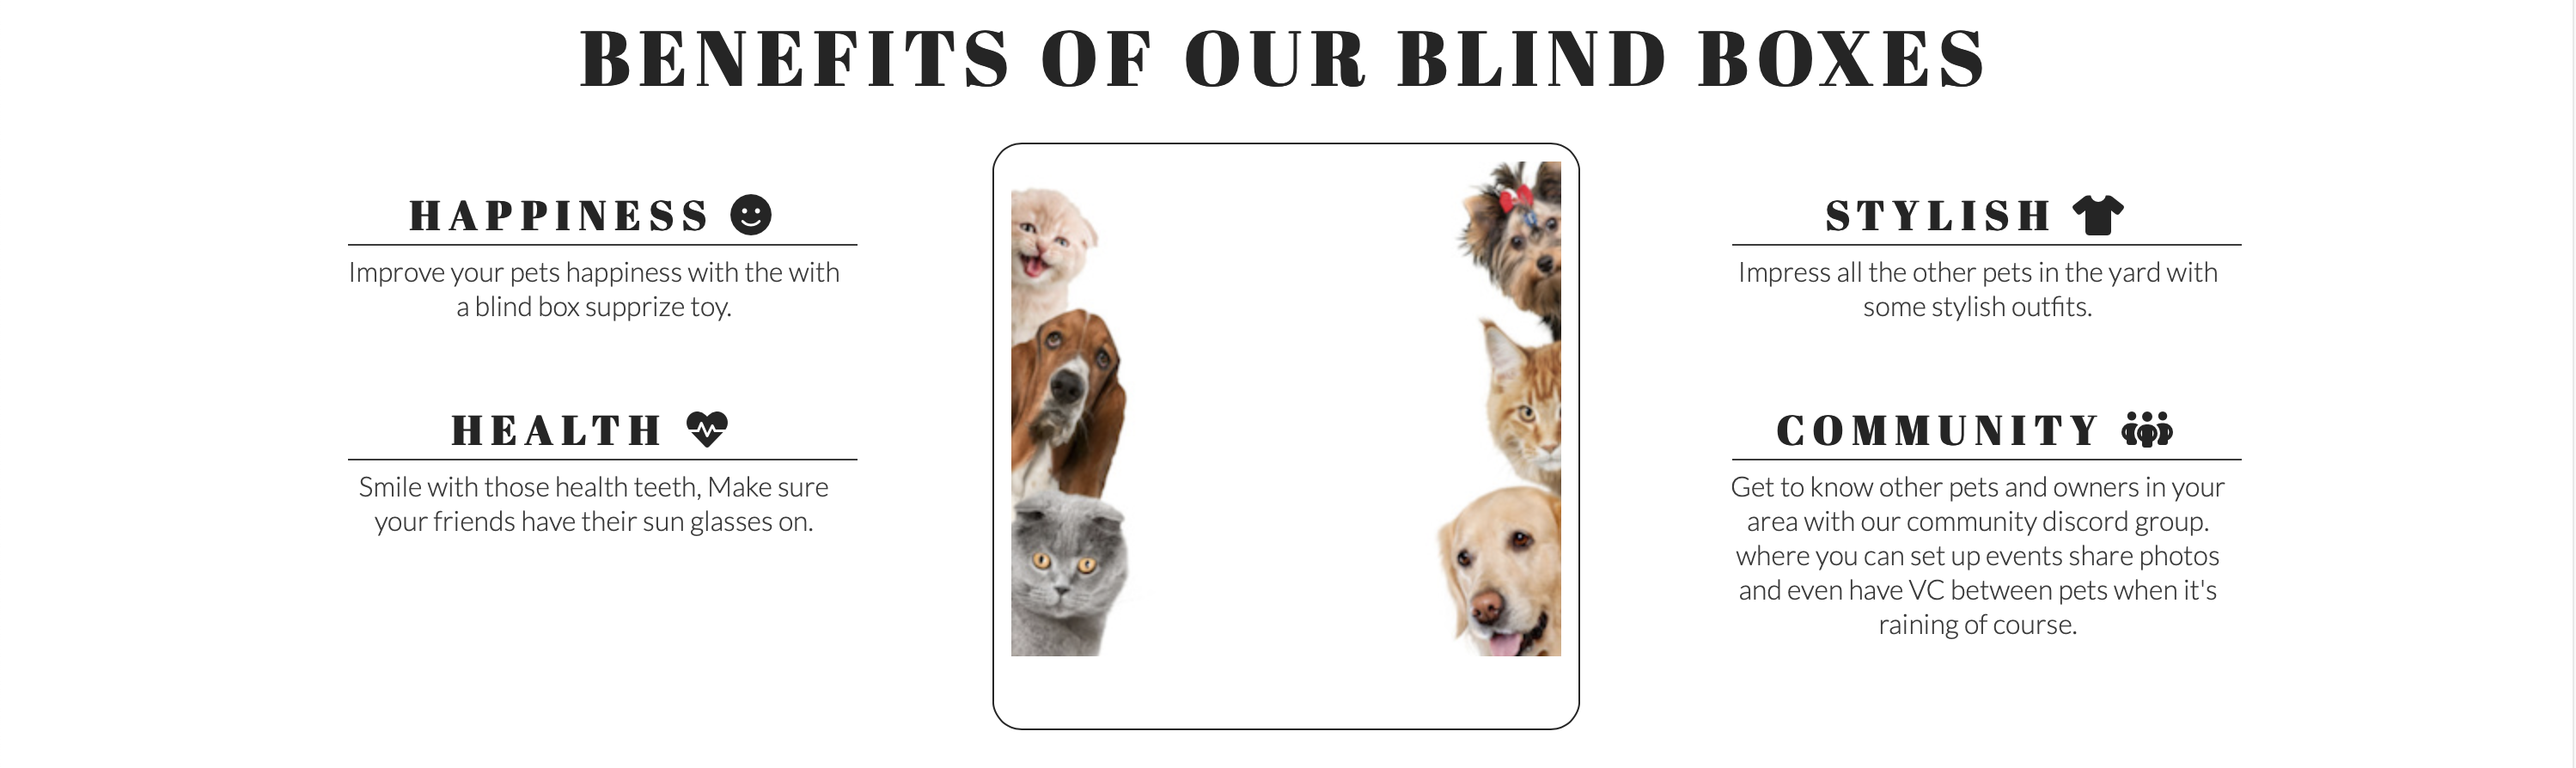 BENEFITS OF OUR BLIND BOXES
HAPPINESS
Improve your pets happiness with the with
a blind box supprize toy.
HEALTH
Smile with those health teeth, Make sure
your friends have their sun glasses on.
STYLISH
Impress all the other pets in the yard with
some stylish outfits.
COMMUNITY
Get to know other pets and owners in your
area with our community discord group.
where you can set up events share photos
and even have VC between pets when it's
raining of course.